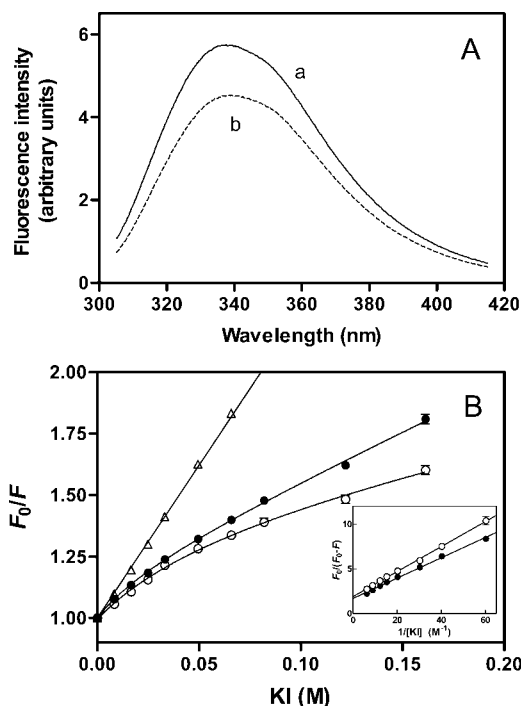 A
Fluorescence intensity
(arbitrary units)
6
4
2
0
a
b
300 320 340 360 380 400 420
Wavelength (nm)
B
F₀/F
2.00
1.75
1.50
1.25
1.00
0.00 0.05 0.10 0.15 0.20
KI (M)
F₀/(F₀-F)
10
5
0
0 20 40 60
1/[KI] (M⁻¹)